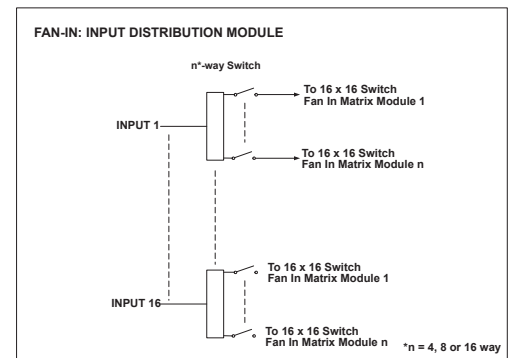 FAN-IN: INPUT DISTRIBUTION MODULE
n*-way Switch
To 16 x 16 Switch
Fan In Matrix Module 1
INPUT 1
To 16 x 16 Switch
Fan In Matrix Module n
To 16 x 16 Switch
Fan In Matrix Module 1
INPUT 16
To 16 x 16 Switch
Fan In Matrix Module n
*n = 4, 8 or 16 way